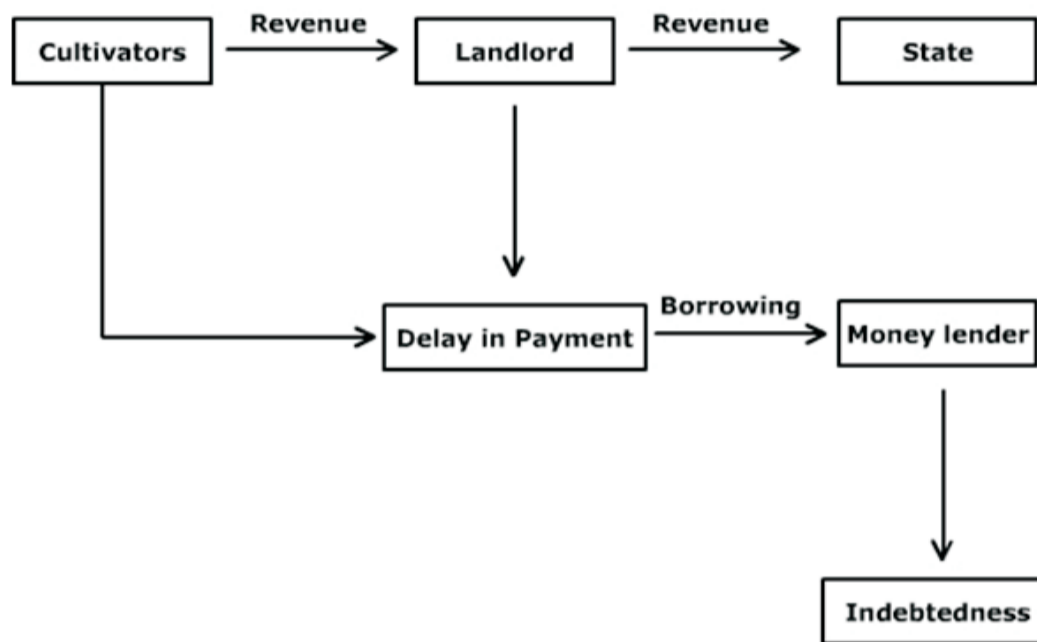 Revenue
Revenue
Cultivators
Landlord
State
Borrowing
Delay in Payment
Money lender
Indebtedness